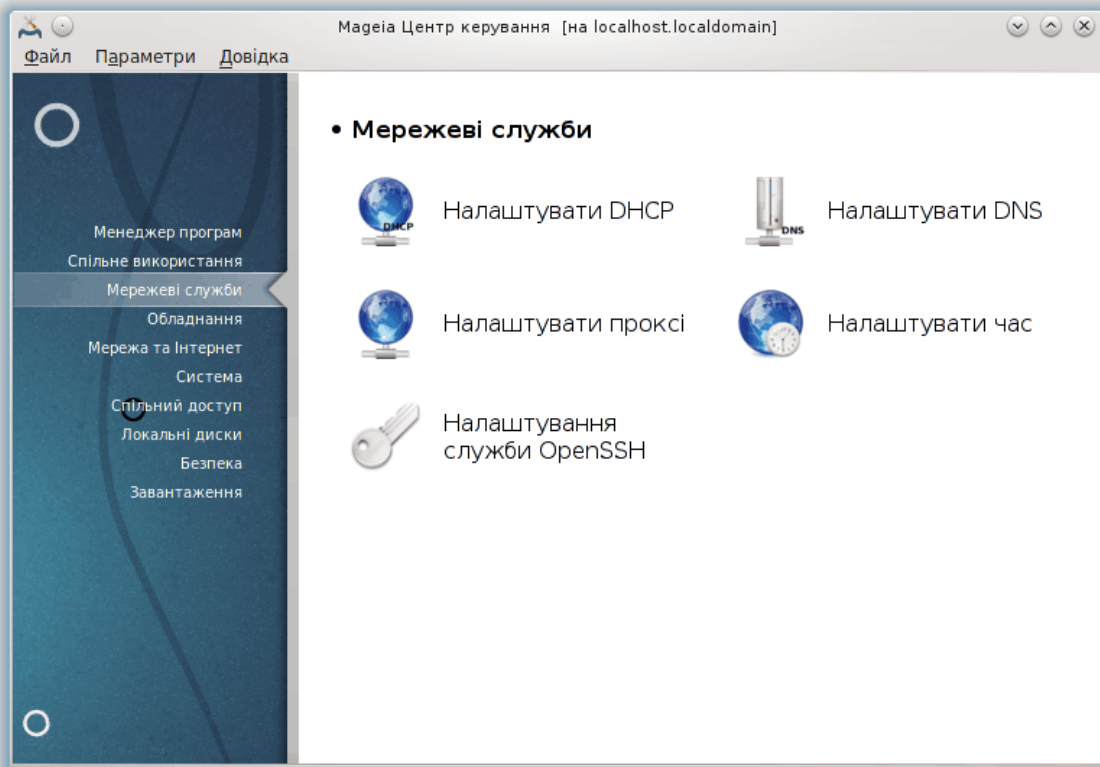 Mageia Центр керування [на localhost.localdomain]
Файл Параметри Довідка
Менеджер програм
Спільне використання
Мережеві служби
Обладнання
Мережа та Інтернет
Система
Спільний доступ
Локальні диски
Безпека
Завантаження
• Мережеві служби
DHCP
Налаштувати DHCP
DNS
Налаштувати DNS
Налаштувати проксі
Налаштувати час
Налаштування
служби OpenSSH